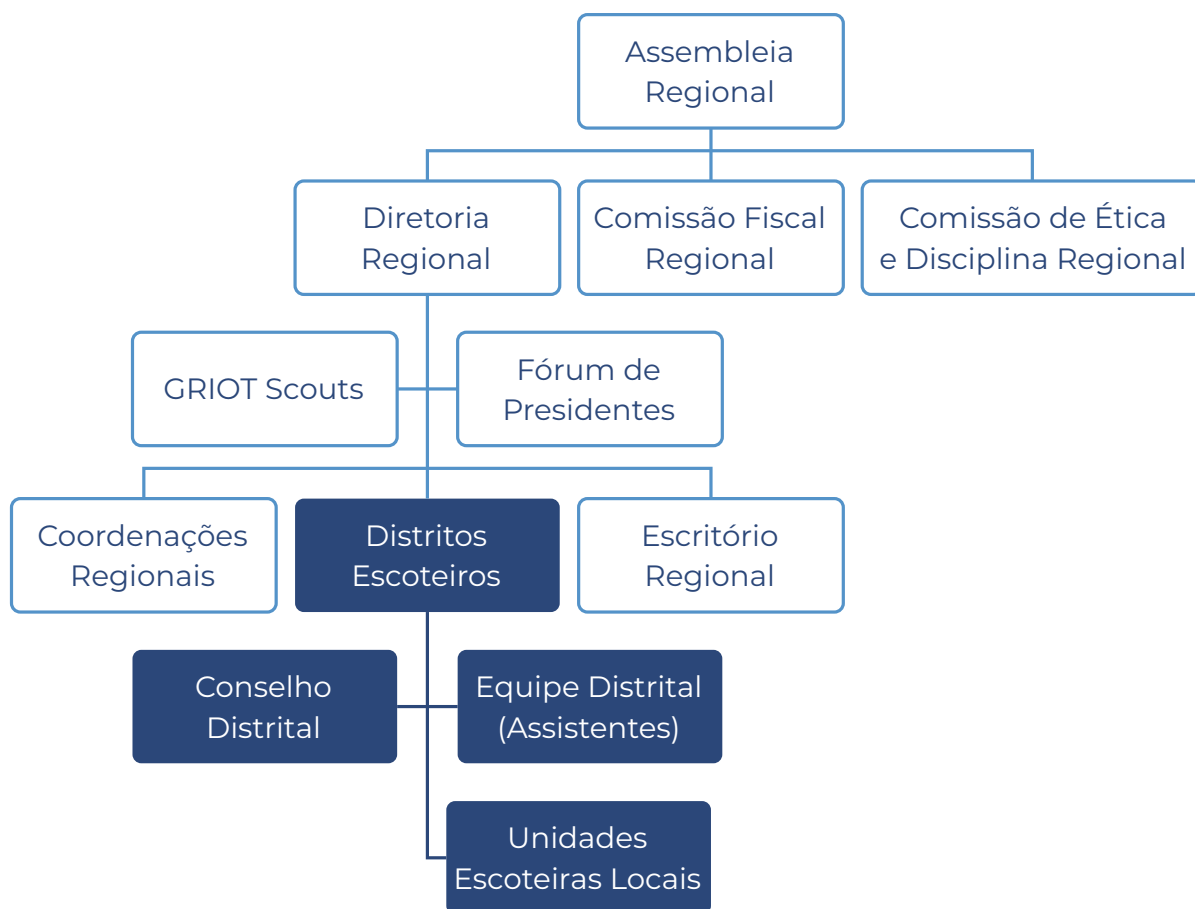 Assembleia
Regional
Diretoria
Regional
Comissão Fiscal
Regional
Comissão de Ética
e Disciplina Regional
GRIOT Scouts
Fórum de
Presidentes
Coordenações
Regionais
Distritos
Escoteiros
Escritório
Regional
Conselho
Distrital
Equipe Distrital
(Assistentes)
Unidades
Escoteiras Locais